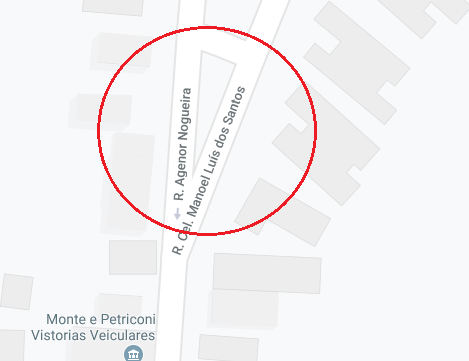 R. Agenor Nogueira
R. Cel. Manoel Luís dos Santos
Monte e Petriconi
Vistorias Veiculares